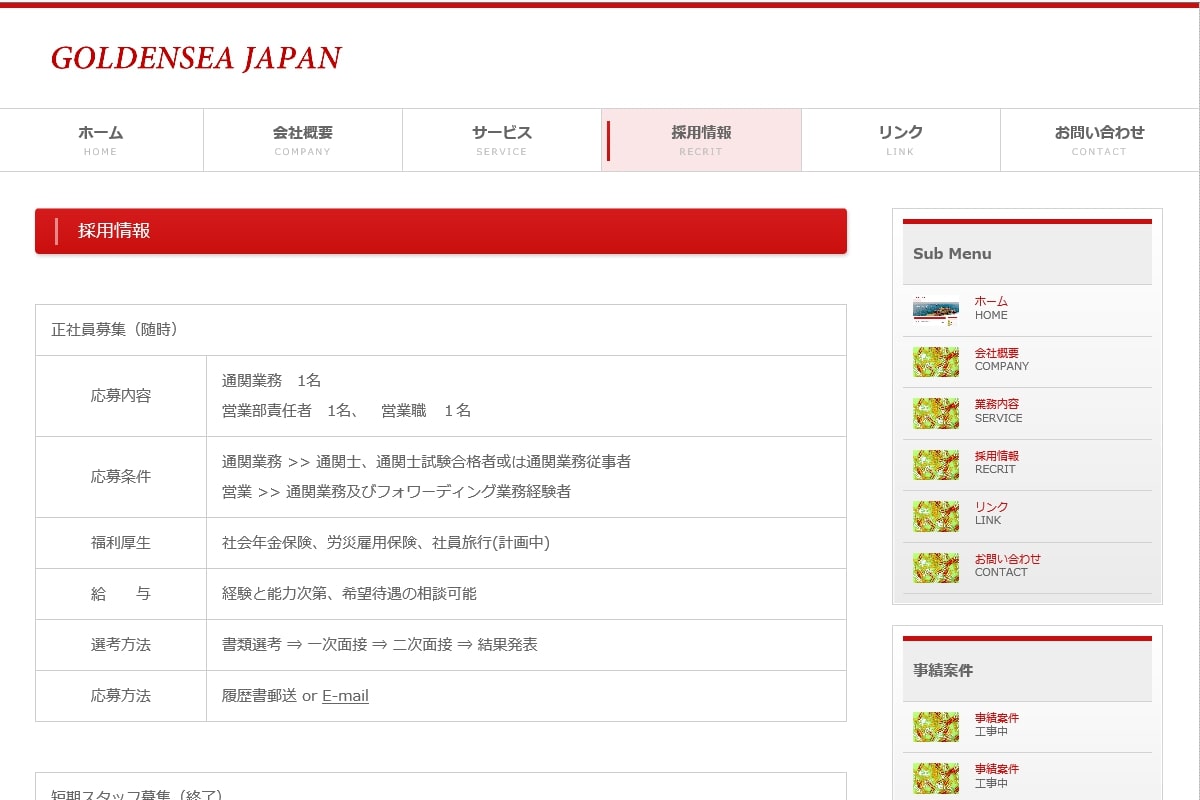 GOLDENSEA JAPAN
ホーム
HOME
会社概要
COMPANY
サービス
SERVICE
採用情報
RECRIT
リンク
LINK
お問い合わせ
CONTACT
採用情報
正社員募集（随時）
応募内容
通関業務　1名
営業部責任者　1名、　営業職　１名
応募条件
通関業務 >> 通関士、通関士試験合格者或は通関業務従事者
営業 >> 通関業務及びフォワーディング業務経験者
福利厚生
社会年金保険、労災雇用保険、社員旅行(計画中)
給　　与
経験と能力次第、希望待遇の相談可能
選考方法
書類選考 ⇒ 一次面接 ⇒ 二次面接 ⇒ 結果発表
応募方法
履歴書郵送 or E-mail
短期スタッフ募集（終了）
Sub Menu
ホーム
HOME
会社概要
COMPANY
業務内容
SERVICE
採用情報
RECRIT
リンク
LINK
お問い合わせ
CONTACT
事績案件
事績案件
工事中
事績案件
工事中